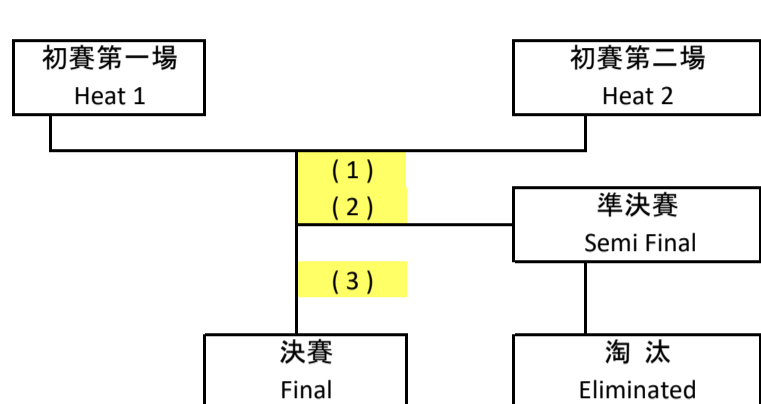 初賽第一場
Heat 1
初賽第二場
Heat 2
( 1 )
( 2 )
準決賽
Semi Final
( 3 )
決賽
Final
淘 汰
Eliminated